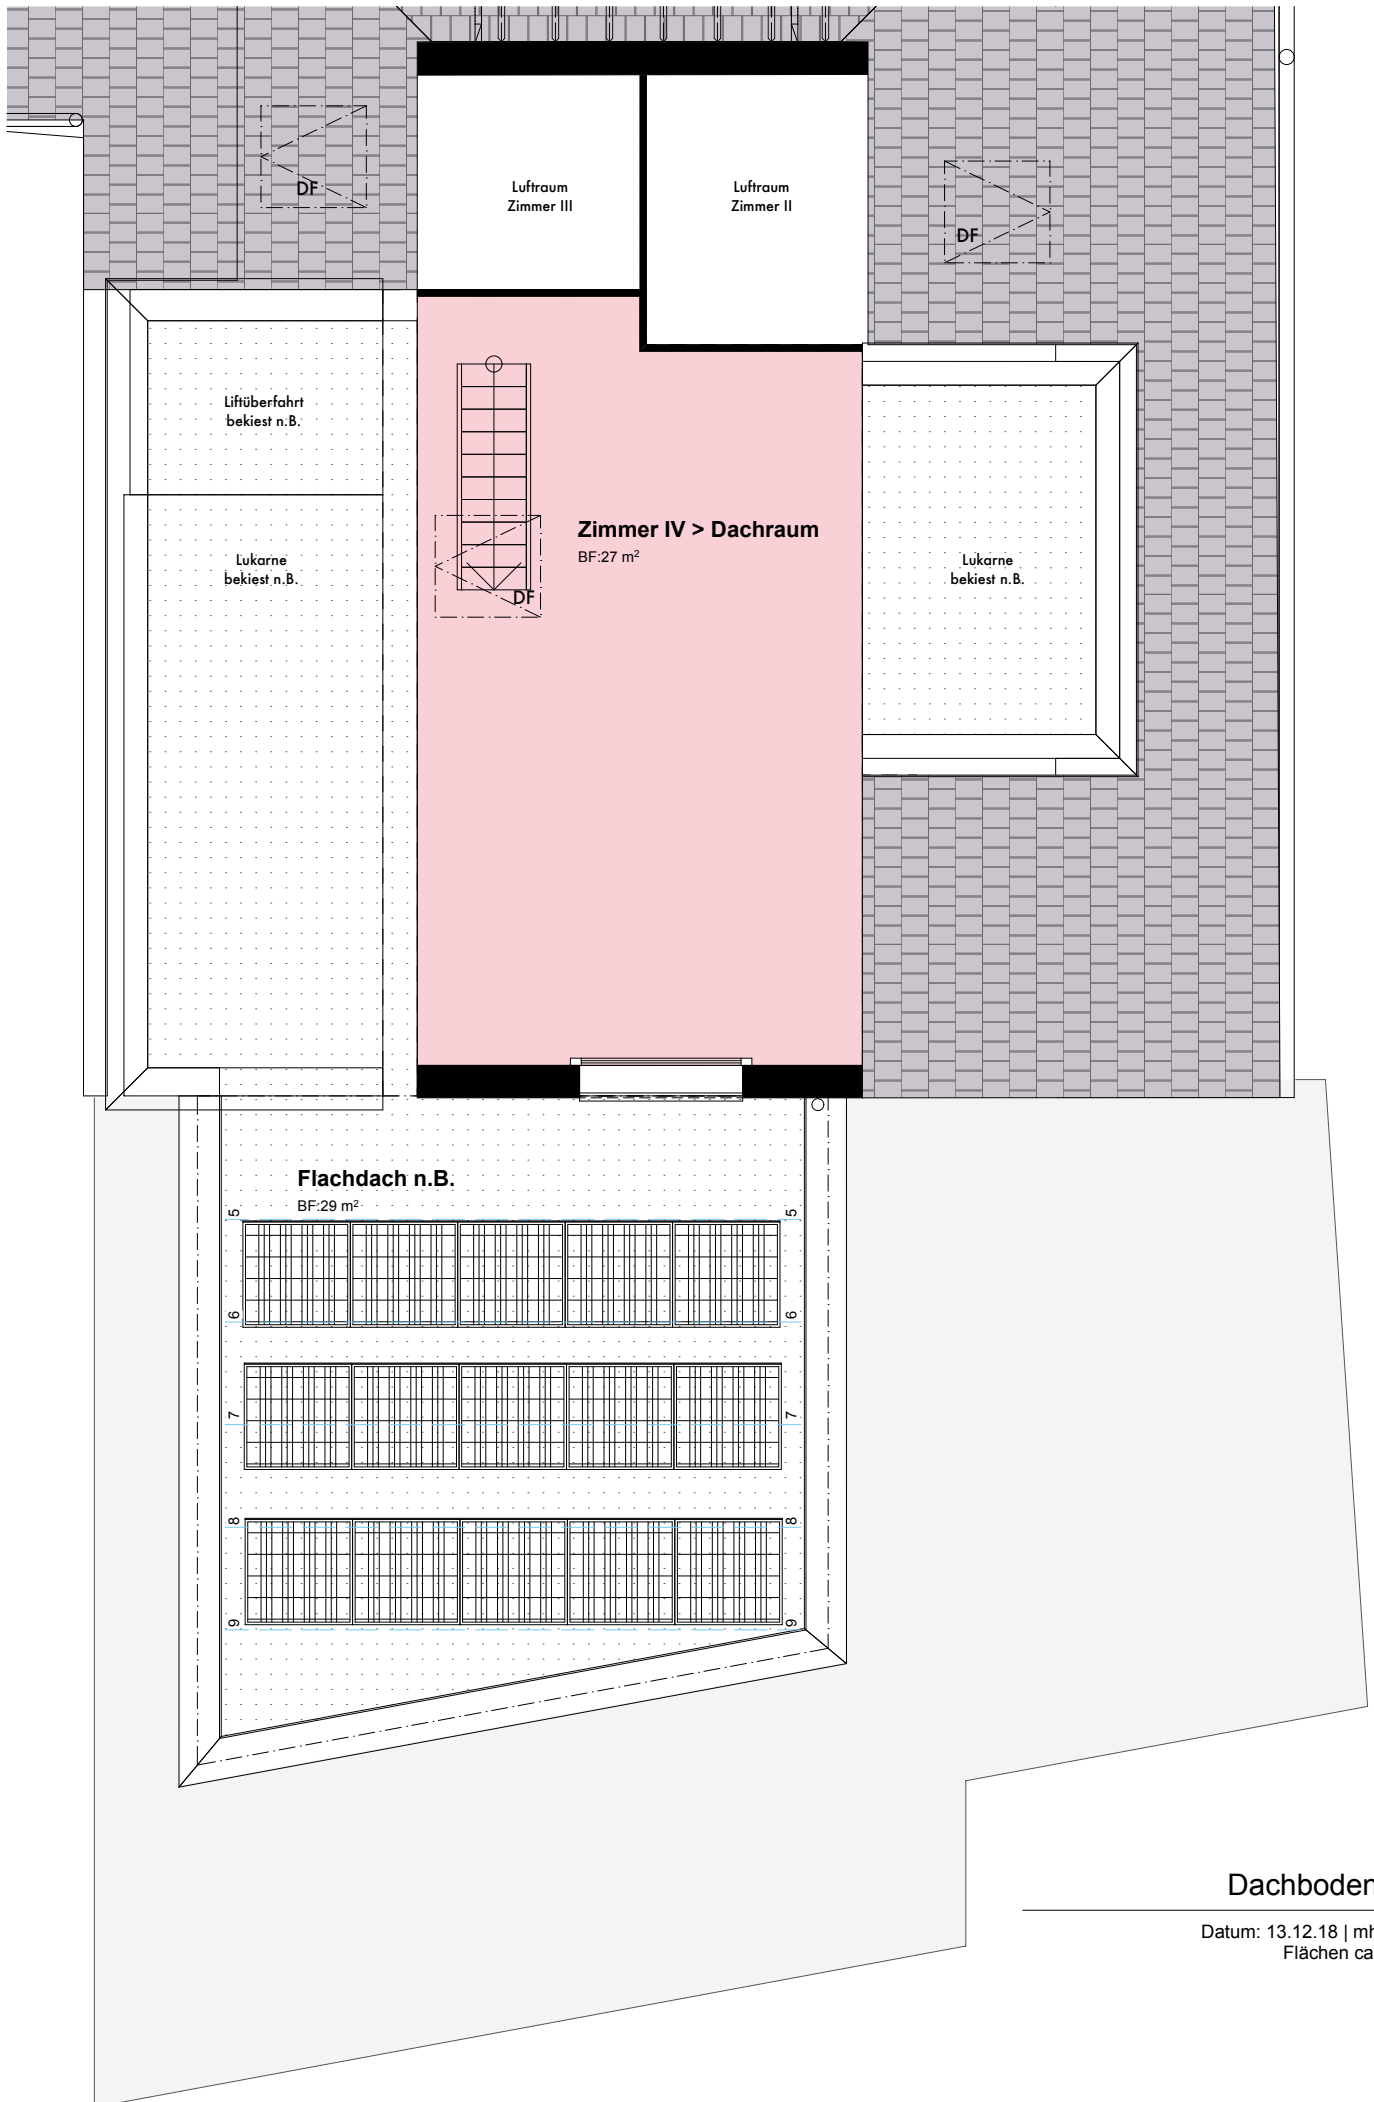 DF
Luftraum
Zimmer III
Luftraum
Zimmer II
DF
Liftüberfahrt
bekiest n.B.
Zimmer IV > Dachraum
BF:27 m²
DF
Lukarne
bekiest n.B.
Lukarne
bekiest n.B.
Flachdach n.B.
BF:29 m²
5 5
6 6
7 7
8 8
9 9
Dachboden
Datum: 13.12.18 | mh
Flächen ca